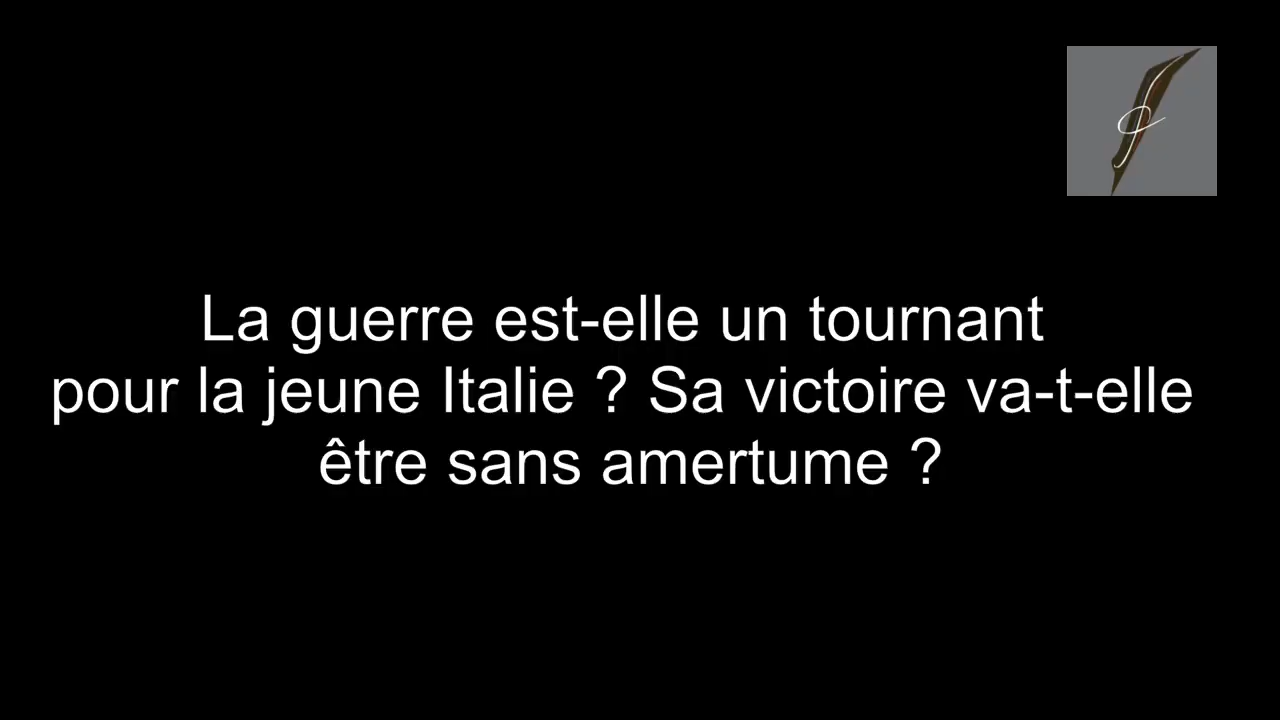 La guerre est-elle un tournant
pour la jeune Italie ? Sa victoire va-t-elle
être sans amertume ?